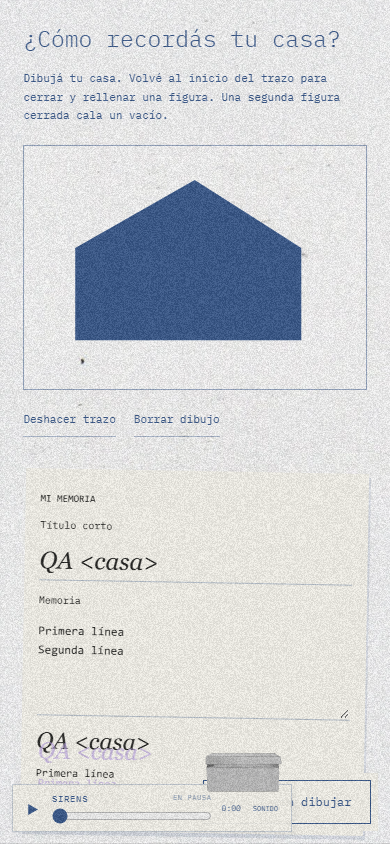 ¿Cómo recordás tu casa?
Dibujá tu casa. Volvé al inicio del trazo para
cerrar y rellenar una figura. Una segunda figura
cerrada cala un vacío.
Deshacer trazo Borrar dibujo
MI MEMORIA
Título corto
QA <casa>
Memoria
Primera línea
Segunda línea
QA <casa>
QA <casa>
Primera línea
SIRENS
EN PAUSA
0:00
SONIDO
dibujar